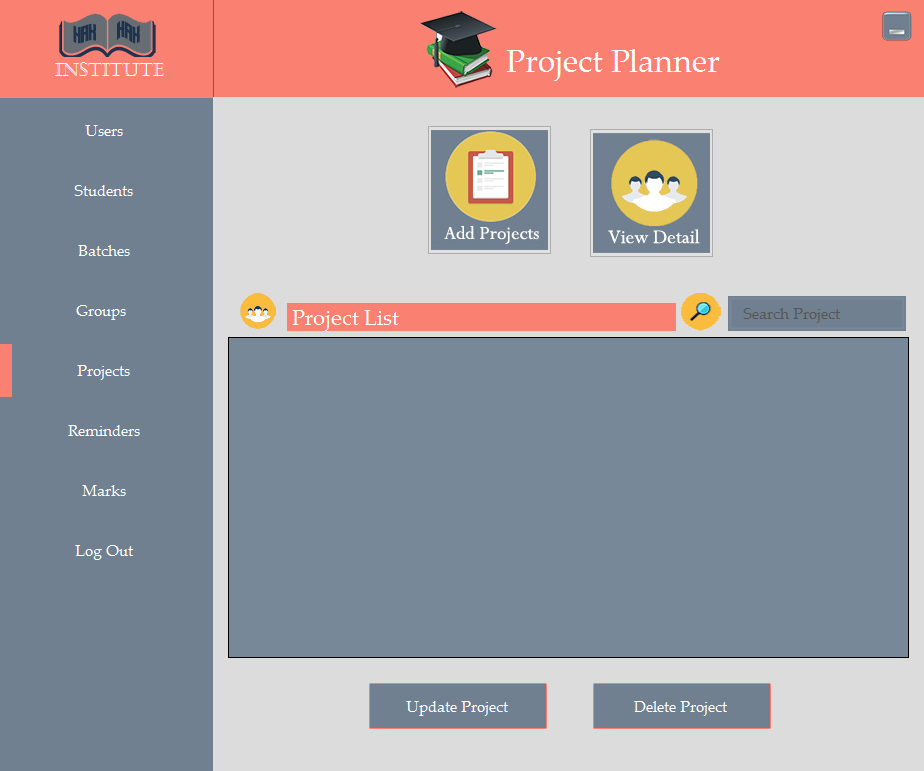 HAH HAH
INSTITUTE
Project Planner
Users
Students
Batches
Groups
Projects
Reminders
Marks
Log Out
Add Projects
View Detail
Project List
Search Project
Update Project
Delete Project